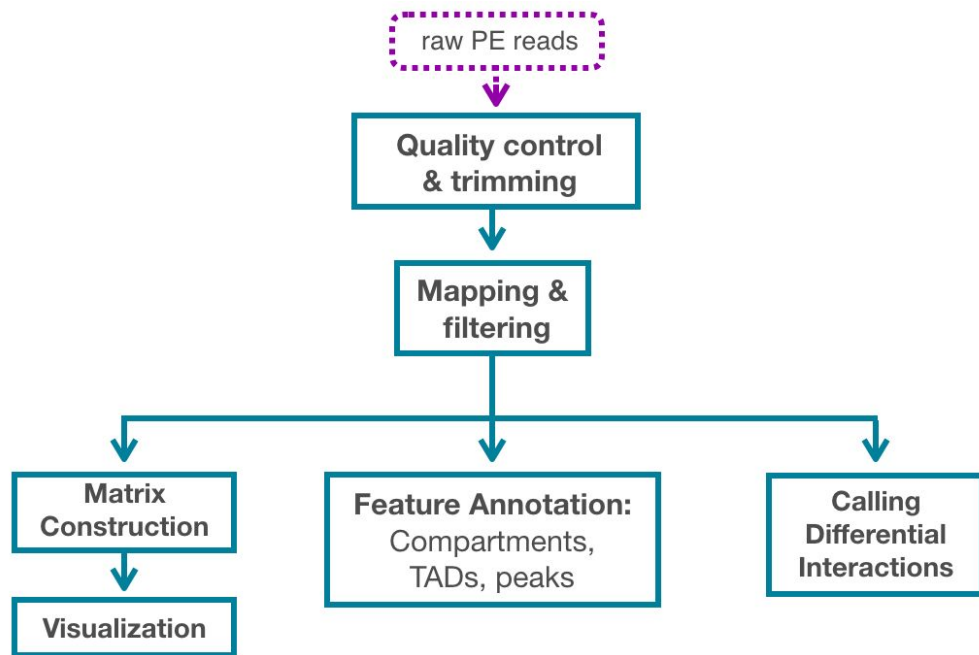 raw PE reads
Quality control
& trimming
Mapping &
filtering
Matrix
Construction
Visualization
Feature Annotation:
Compartments,
TADs, peaks
Calling
Differential
Interactions